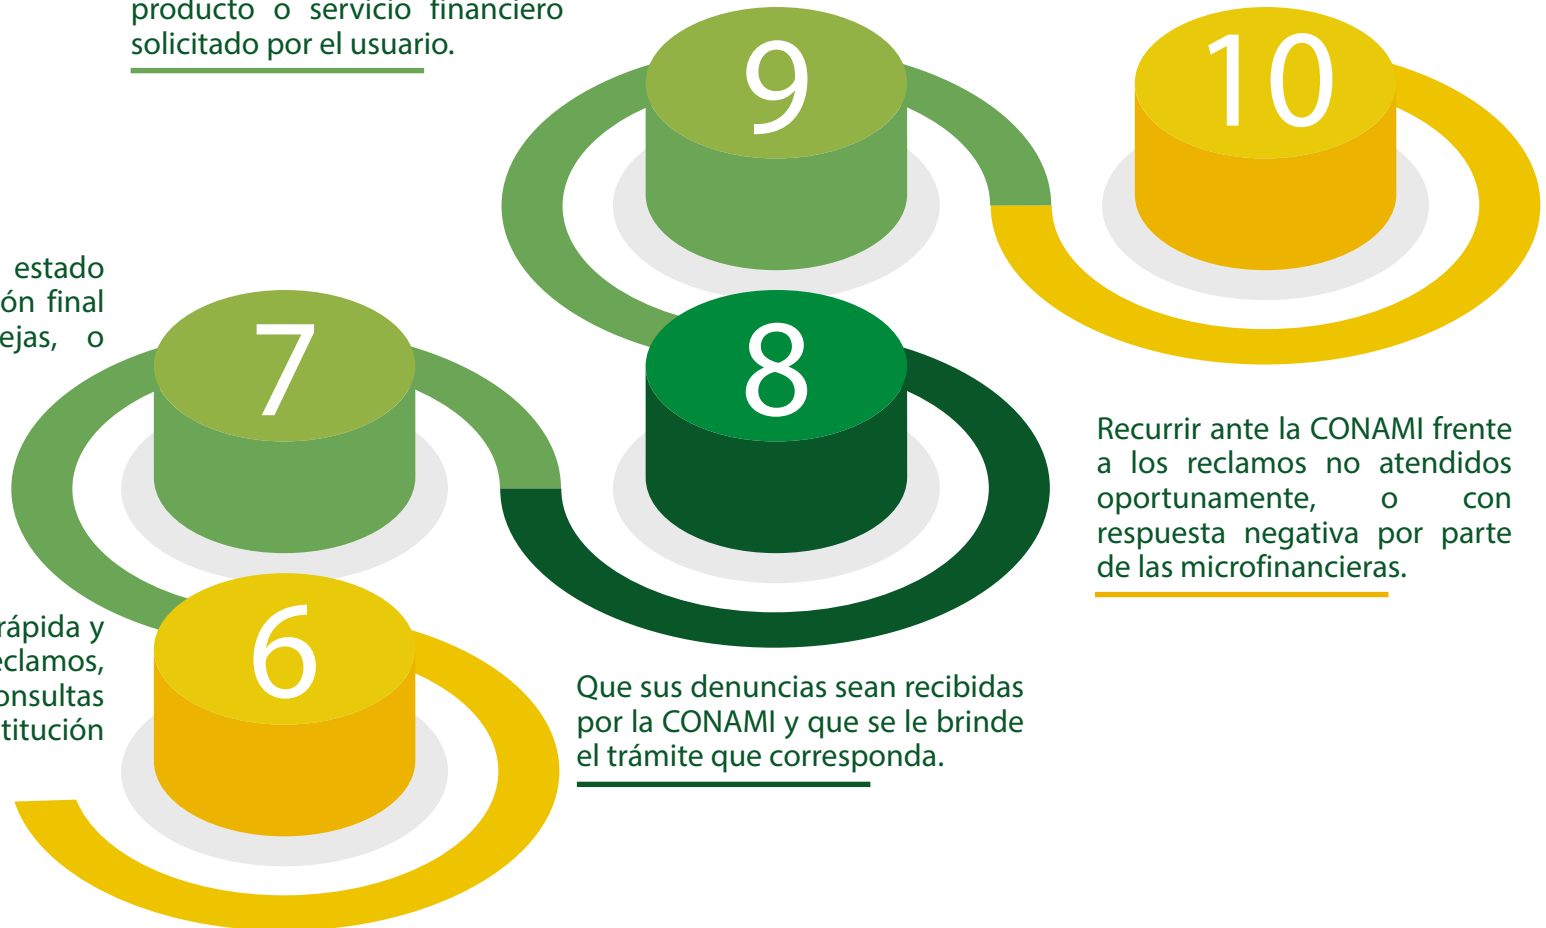 producto o servicio financiero
solicitado por el usuario.
9
10
estado
ón final
ejas, o
7
8
Recurrir ante la CONAMI frente
a los reclamos no atendidos
oportunamente, o con
respuesta negativa por parte
de las microfinancieras.
rápida y
eclamos,
onsultas
titución
6
Que sus denuncias sean recibidas
por la CONAMI y que se le brinde
el trámite que corresponda.